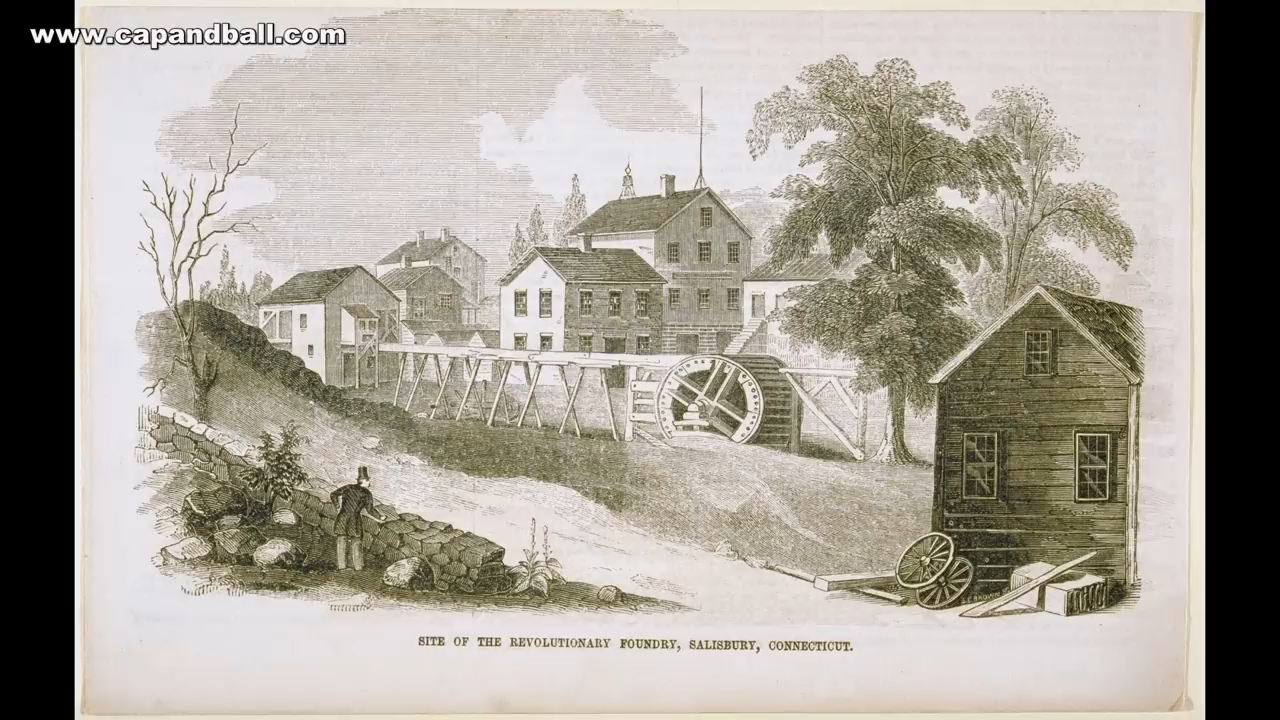 www.capandball.com
SITE OF THE REVOLUTIONARY FOUNDRY, SALISBURY, CONNECTICUT.